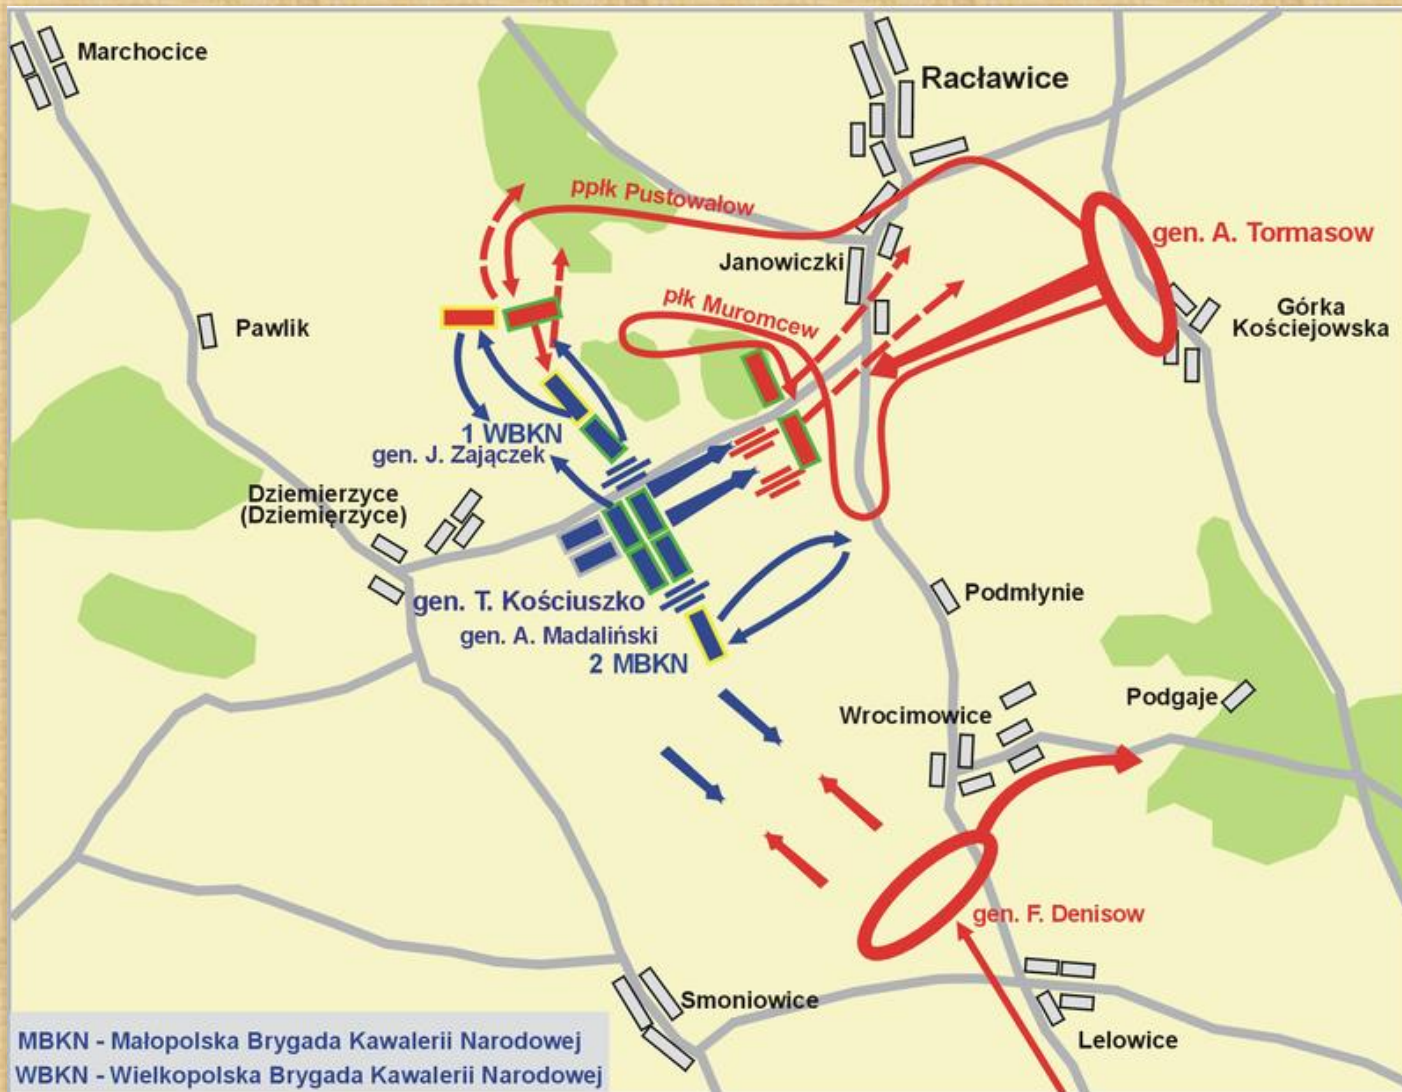 Marchocice
Racławice
ppłk Pustowałow
gen. A. Tormasow
Janowiczki
płk Muromcew
Górka
Kościejowska
Pawlik
1 WBKN
gen. J. Zajączek
Dziemierzyce
(Dziemięrzyce)
gen. T. Kościuszko
gen. A. Madaliński
2 MBKN
Podmłynie
Podgaje
Wrocimowice
gen. F. Denisow
Smoniowice
Lelowice
MBKN - Małopolska Brygada Kawalerii Narodowej
WBKN - Wielkopolska Brygada Kawalerii Narodowej